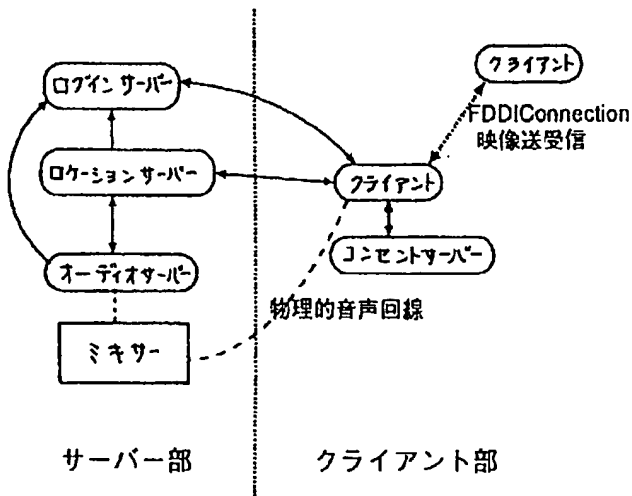 ログインサーバー
クライアント
FDDIConnection
映像送受信
ロケーションサーバー
クライアント
オーディオサーバー
コンセントサーバー
物理的音声回線
ミキサー
サーバー部
クライアント部